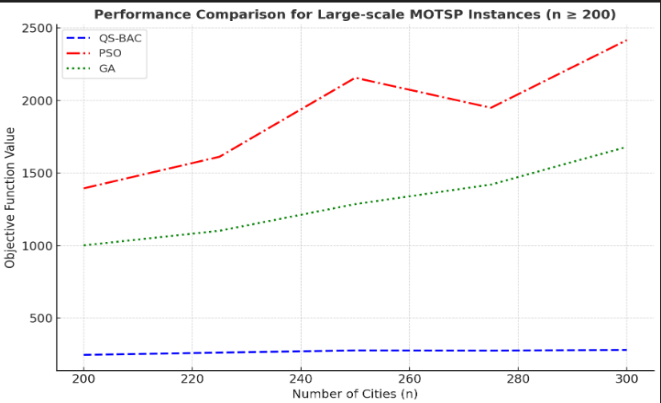 Performance Comparison for Large-scale MOTSP Instances (n ≥ 200)
QS-BAC
PSO
GA
Objective Function Value
2500
2000
1500
1000
500
200
220
240
260
280
300
Number of Cities (n)